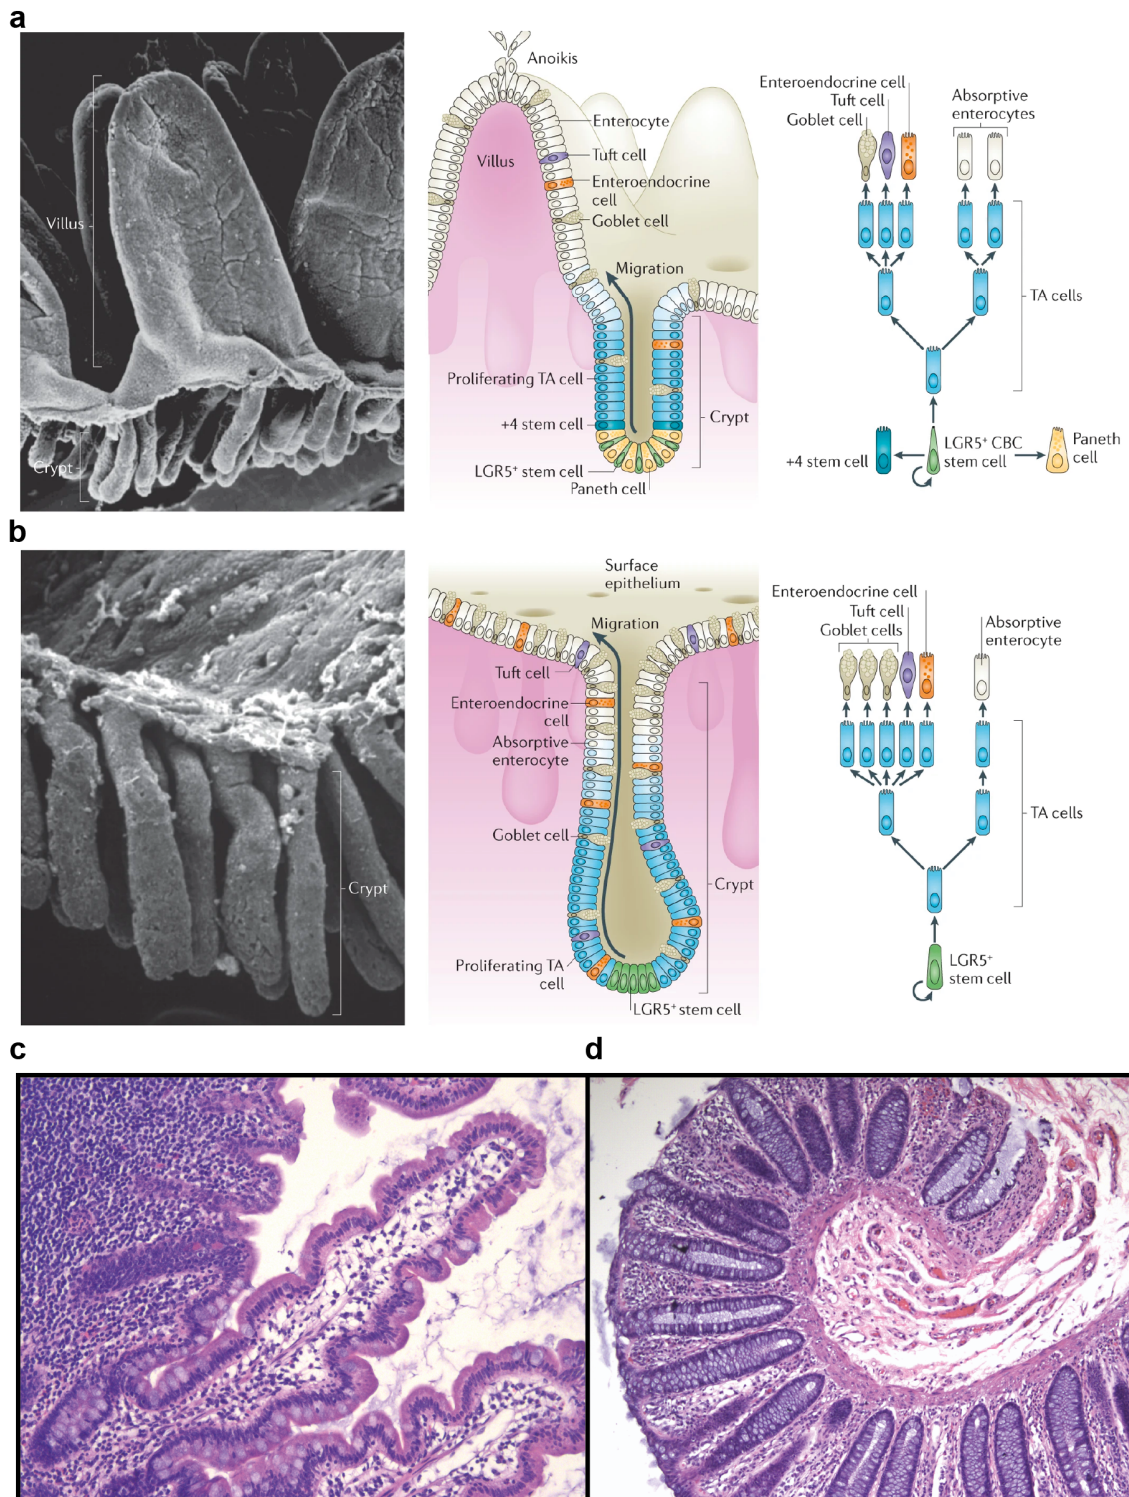 a
Villus
Crypt
Anoikis
Villus
Enterocyte
Tuft cell
Enteroendocrine
cell
Goblet cell
Migration
Proliferating TA cell
+4 stem cell
LGR5⁺ stem cell
Paneth cell
Crypt
Enteroendocrine cell
Tuft cell
Goblet cell
Absorptive
enterocytes
TA cells
+4 stem cell
LGR5⁺ CBC
stem cell
Paneth
cell
b
Crypt
Surface
epithelium
Migration
Tuft cell
Enteroendocrine
cell
Absorptive
enterocyte
Goblet cell
Crypt
Proliferating TA
cell
LGR5⁺ stem cell
Enteroendocrine cell
Tuft cell
Goblet cells
Absorptive
enterocyte
TA cells
LGR5⁺
stem cell
c
d